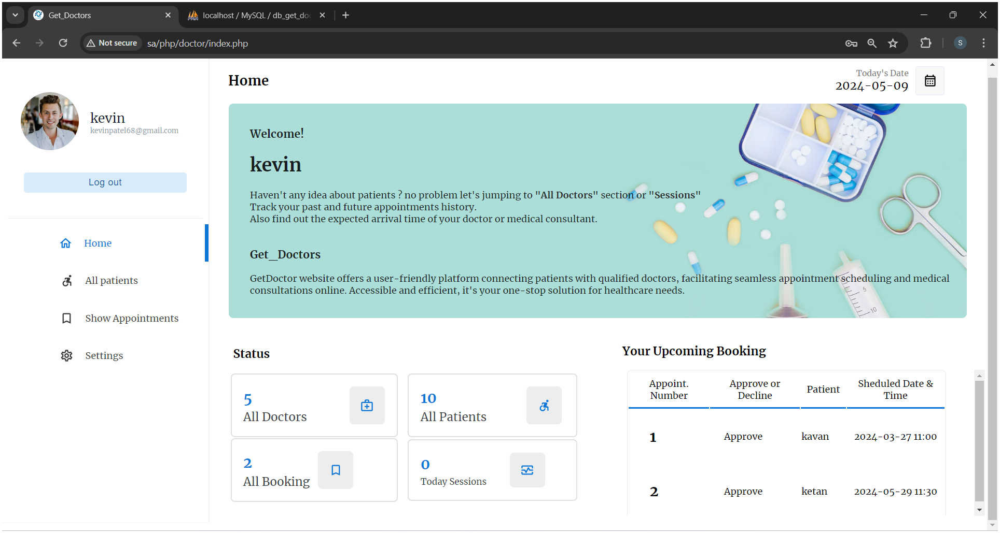 Get_Doctors
localhost / MySQL / db_get_doc
Not secure
sa/php/doctor/index.php
S
kevin
kevinpatel68@gmail.com
Log out
Home
All patients
Show Appointments
Settings
Home
Today's Date
2024-05-09
Welcome!
kevin
Haven't any idea about patients ? no problem let's jumping to "All Doctors" section or "Sessions"
Track your past and future appointments history.
Also find out the expected arrival time of your doctor or medical consultant.
Get_Doctors
GetDoctor website offers a user-friendly platform connecting patients with qualified doctors, facilitating seamless appointment scheduling and medical
consultations online. Accessible and efficient, it's your one-stop solution for healthcare needs.
5
10
Status
5
All Doctors
10
All Patients
2
All Booking
0
Today Sessions
Your Upcoming Booking
Appoint.
Number
Approve or
Decline
Patient
Sheduled Date &
Time
1 Approve kavan 2024-03-27 11:00
2 Approve ketan 2024-05-29 11:30